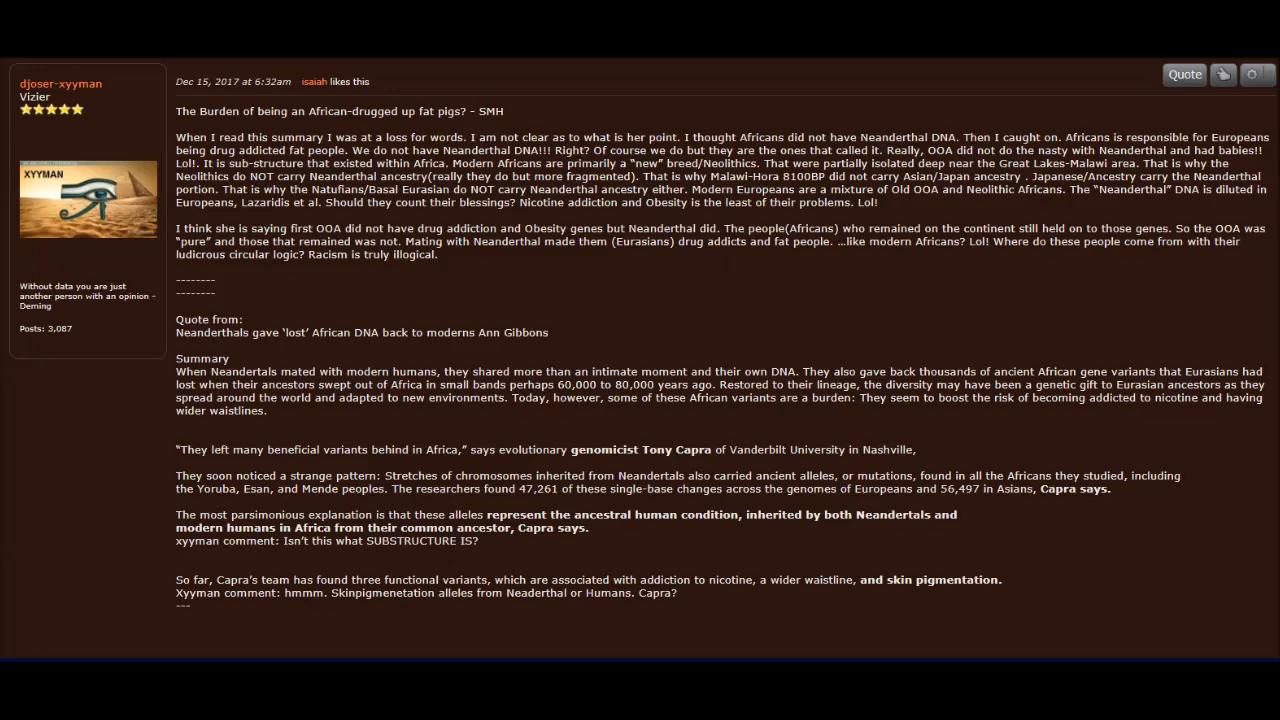 djoser-xyyman
Vizier
XYYMAN
Without data you are just
another person with an opinion -
Deming
Posts: 3,087
Dec 15, 2017 at 6:32am isaiah likes this
Quote
The Burden of being an African-drugged up fat pigs? - SMH
When I read this summary I was at a loss for words. I am not clear as to what is her point. I thought Africans did not have Neanderthal DNA. Then I caught on. Africans is responsible for Europeans
being drug addicted fat people. We do not have Neanderthal DNA!!! Right? Of course we do but they are the ones that called it. Really, OOA did not do the nasty with Neanderthal and had babies!!
Lol!. It is sub-structure that existed within Africa. Modern Africans are primarily a “new” breed/Neolithics. That were partially isolated deep near the Great Lakes-Malawi area. That is why the
Neolithics do NOT carry Neanderthal ancestry(really they do but more fragmented). That is why Malawi-Hora 8100BP did not carry Asian/Japan ancestry . Japanese/Ancestry carry the Neanderthal
portion. That is why the Natufians/Basal Eurasian do NOT carry Neanderthal ancestry either. Modern Europeans are a mixture of Old OOA and Neolithic Africans. The “Neanderthal” DNA is diluted in
Europeans, Lazaridis et al. Should they count their blessings? Nicotine addiction and Obesity is the least of their problems. Lol!
I think she is saying first OOA did not have drug addiction and Obesity genes but Neanderthal did. The people(Africans) who remained on the continent still held on to those genes. So the OOA was
“pure” and those that remained was not. Mating with Neanderthal made them (Eurasians) drug addicts and fat people. …like modern Africans? Lol! Where do these people come from with their
ludicrous circular logic? Racism is truly illogical.
--------
--------
Quote from:
Neanderthals gave ‘lost’ African DNA back to moderns Ann Gibbons
Summary
When Neandertals mated with modern humans, they shared more than an intimate moment and their own DNA. They also gave back thousands of ancient African gene variants that Eurasians had
lost when their ancestors swept out of Africa in small bands perhaps 60,000 to 80,000 years ago. Restored to their lineage, the diversity may have been a genetic gift to Eurasian ancestors as they
spread around the world and adapted to new environments. Today, however, some of these African variants are a burden: They seem to boost the risk of becoming addicted to nicotine and having
wider waistlines.
“They left many beneficial variants behind in Africa,” says evolutionary genomicist Tony Capra of Vanderbilt University in Nashville,
They soon noticed a strange pattern: Stretches of chromosomes inherited from Neandertals also carried ancient alleles, or mutations, found in all the Africans they studied, including
the Yoruba, Esan, and Mende peoples. The researchers found 47,261 of these single-base changes across the genomes of Europeans and 56,497 in Asians, Capra says.
The most parsimonious explanation is that these alleles represent the ancestral human condition, inherited by both Neandertals and
modern humans in Africa from their common ancestor, Capra says.
xyyman comment: Isn’t this what SUBSTRUCTURE IS?
So far, Capra’s team has found three functional variants, which are associated with addiction to nicotine, a wider waistline, and skin pigmentation.
Xyyman comment: hmmm. Skinpigmenetation alleles from Neaderthal or Humans. Capra?
---